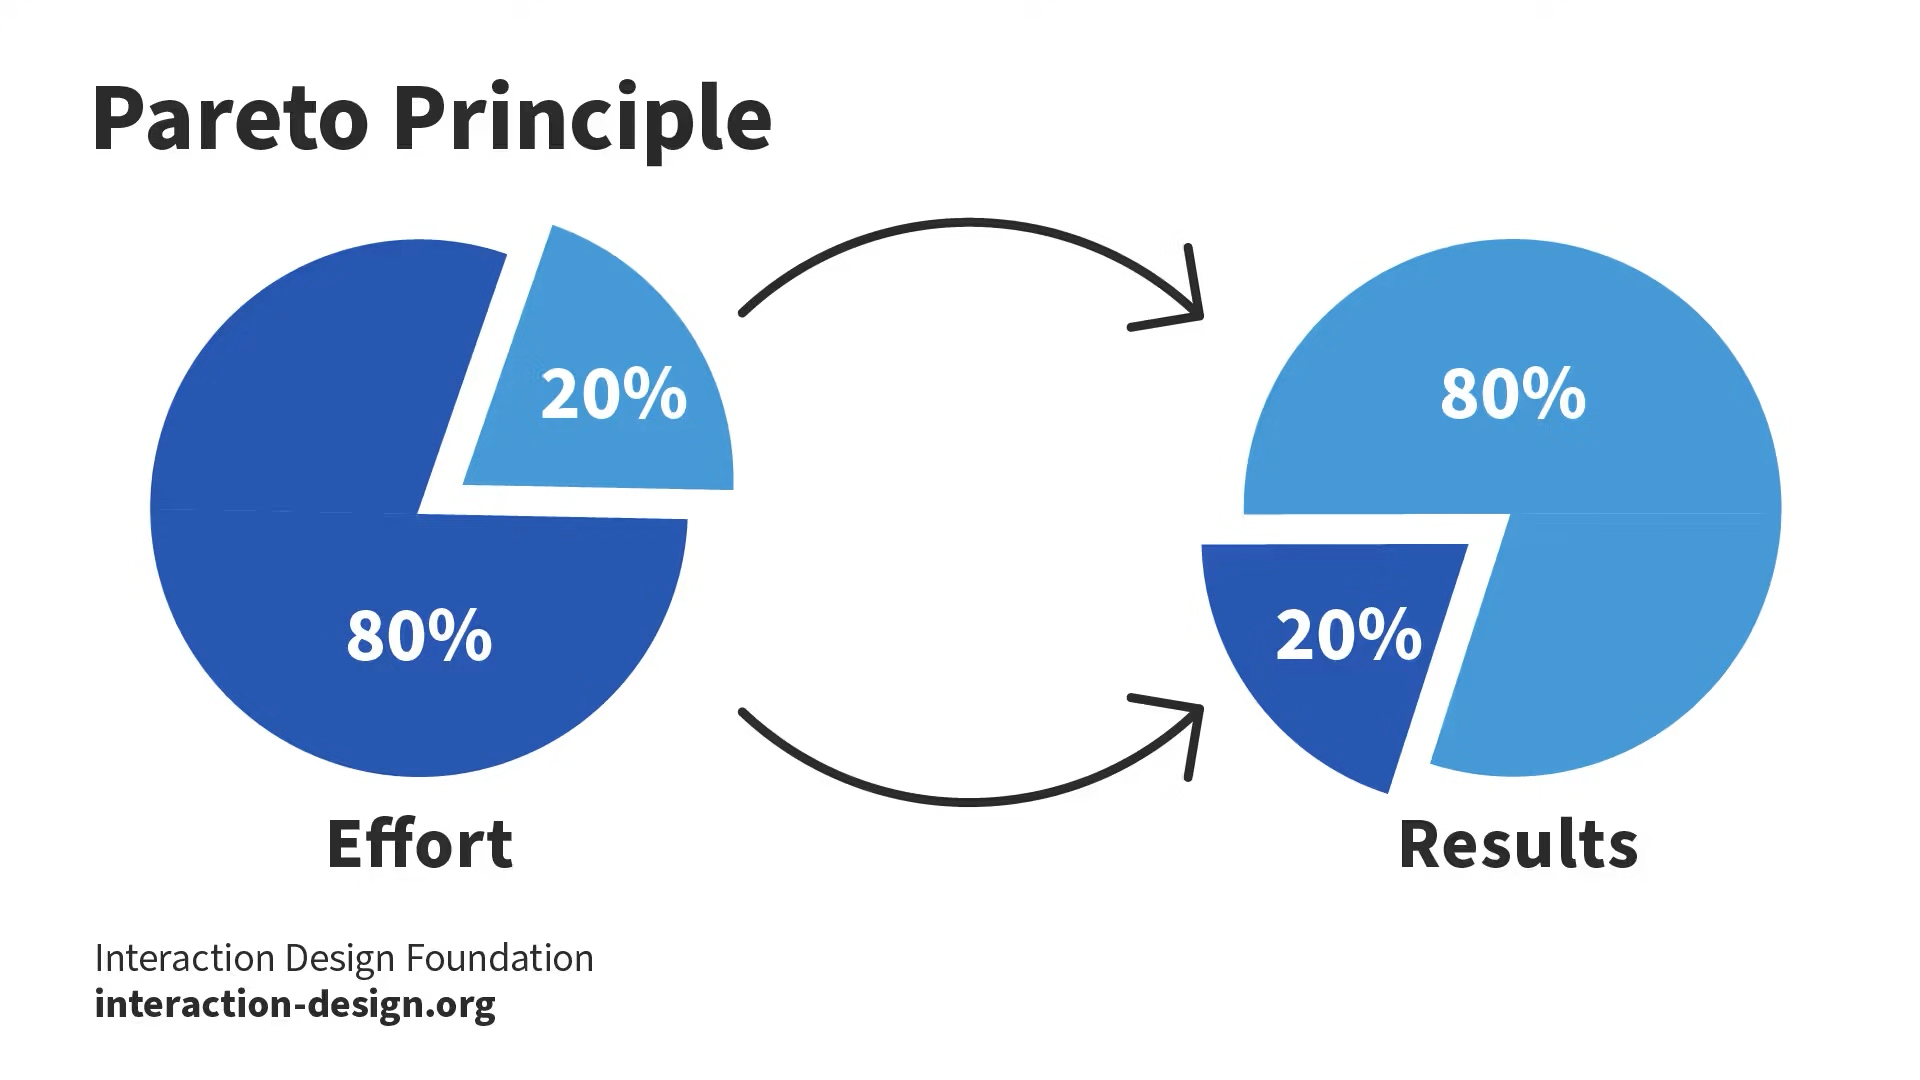 Pareto Principle
20%
80%
80%
20%
Effort
Results
Interaction Design Foundation
interaction-design.org